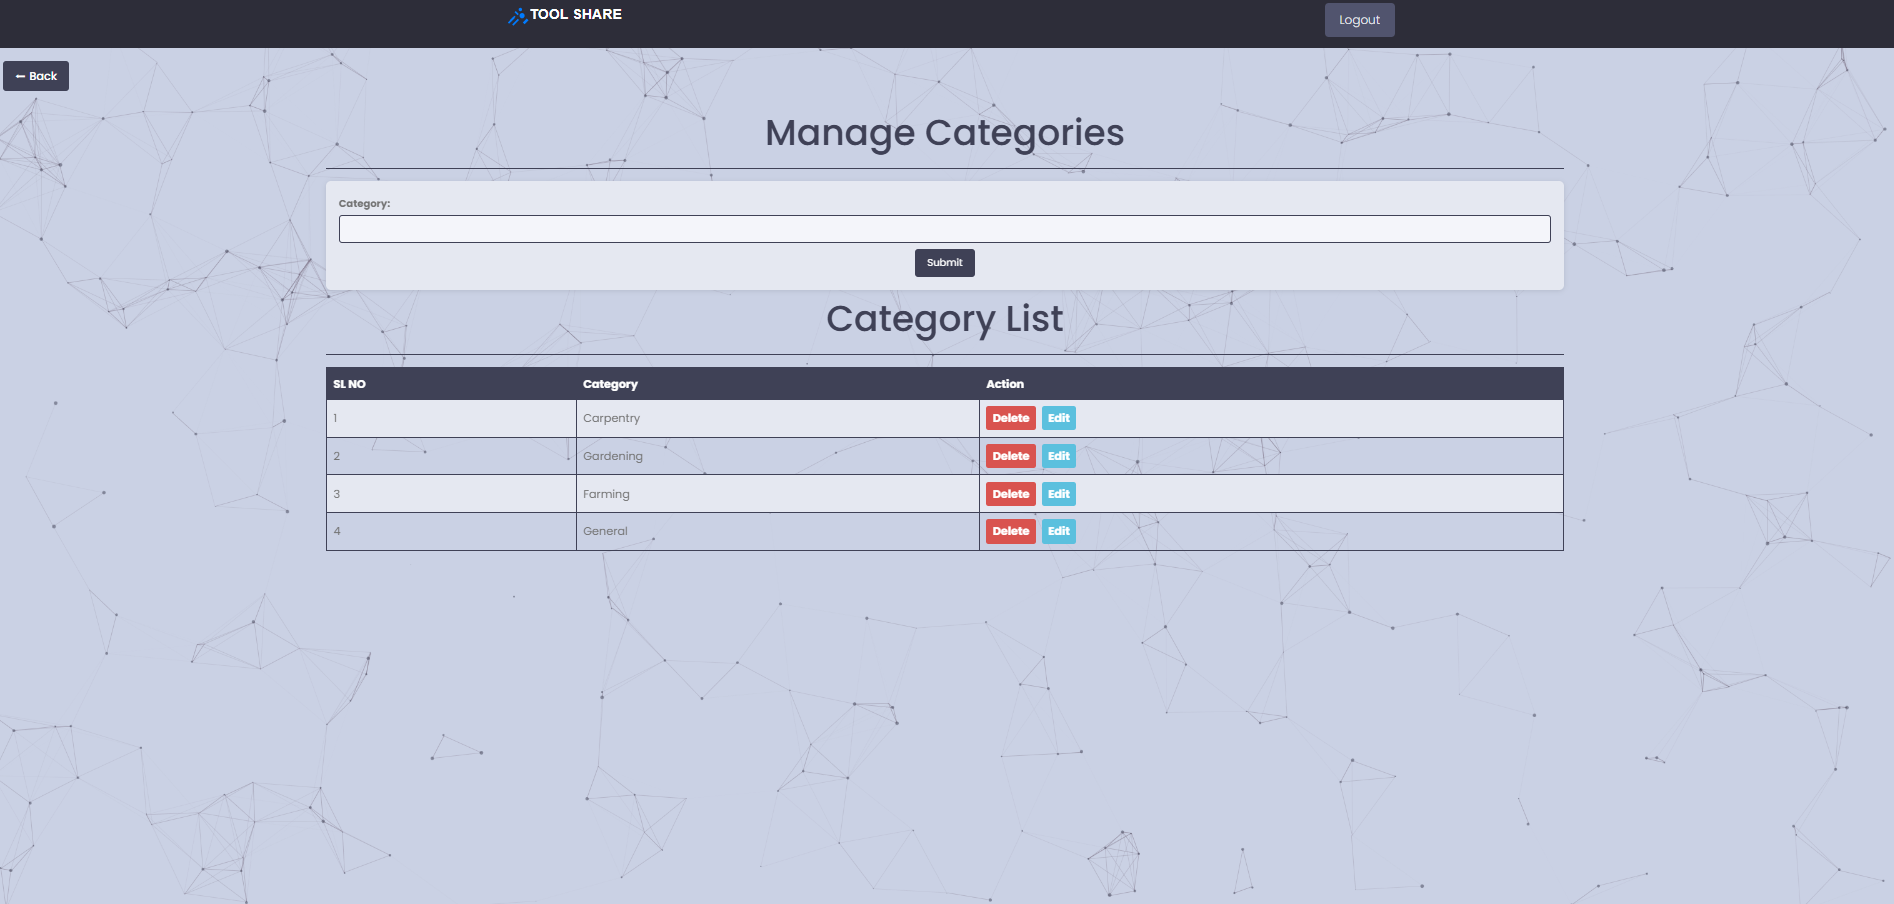 TOOL SHARE
Logout
← Back
Manage Categories
Category:
Submit
Category List
SL NO Category Action
1 Carpentry Delete Edit
2 Gardening Delete Edit
3 Farming Delete Edit
4 General Delete Edit